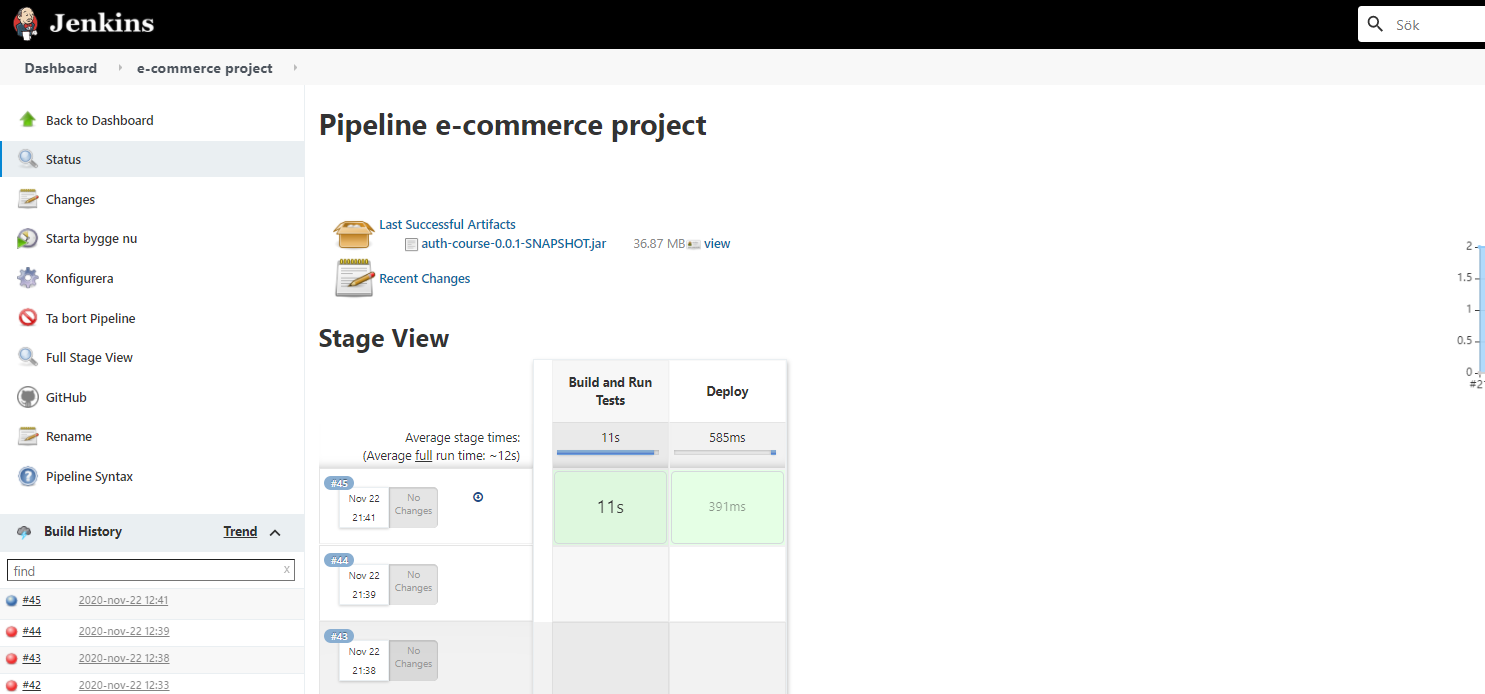 Jenkins
Sök
Dashboard
e-commerce project
Back to Dashboard
Status
Changes
Starta bygge nu
Konfigurera
Ta bort Pipeline
Full Stage View
GitHub
Rename
Pipeline Syntax
Build History
Trend
find
x
#45 2020-nov-22 12:41
#44 2020-nov-22 12:39
#43 2020-nov-22 12:38
#42 2020-nov-22 12:33
Pipeline e-commerce project
Last Successful Artifacts
auth-course-0.0.1-SNAPSHOT.jar 36.87 MB view
Recent Changes
Stage View
Build and Run
Tests
Deploy
Average stage times:
(Average full run time: ~12s)
11s
585ms
#45
Nov 22
21:41
No
Changes
11s
391ms
#44
Nov 22
21:39
No
Changes
#43
Nov 22
21:38
No
Changes
2
1.5
1
0.5
0